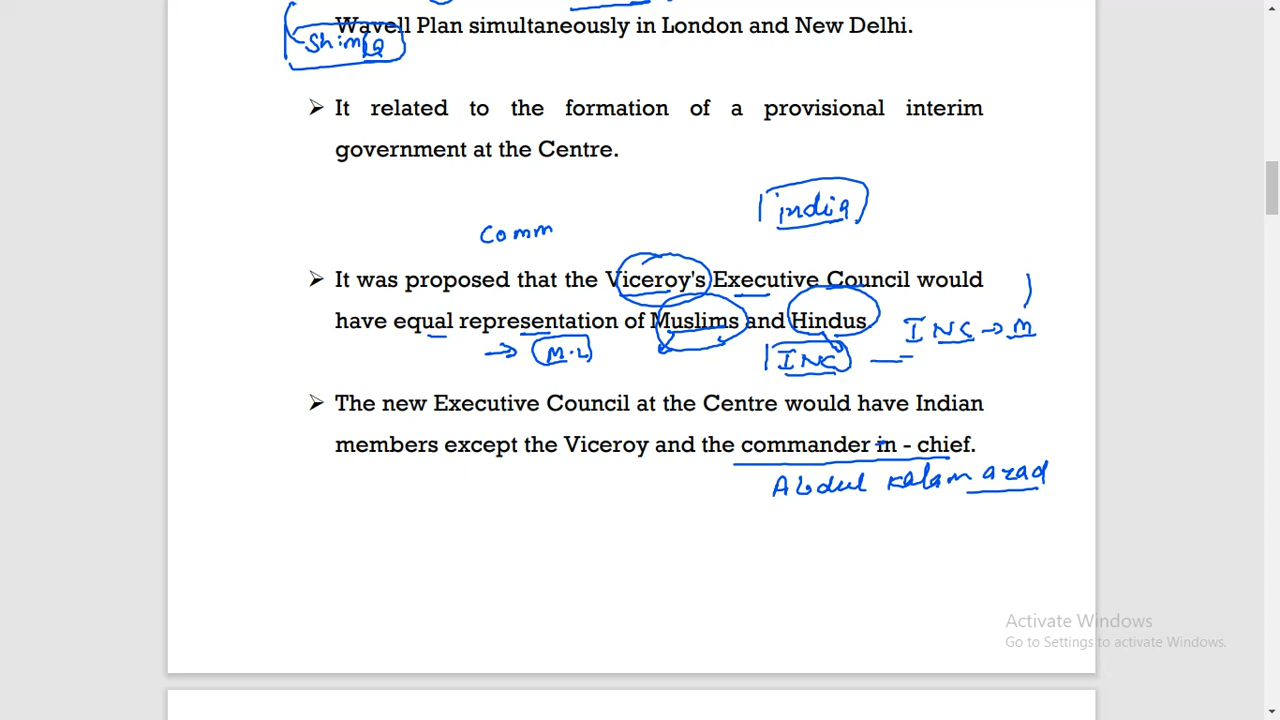 Wavell Plan simultaneously in London and New Delhi.
Shimla
➢ It related to the formation of a provisional interim
government at the Centre.
india
comm
➢ It was proposed that the Viceroy's Executive Council would
have equal representation of Muslims and Hindus.
INC → M
→ M.L
INC —
➢ The new Executive Council at the Centre would have Indian
members except the Viceroy and the commander in - chief.
Abdul Kalam azad
Activate Windows
Go to Settings to activate Windows.